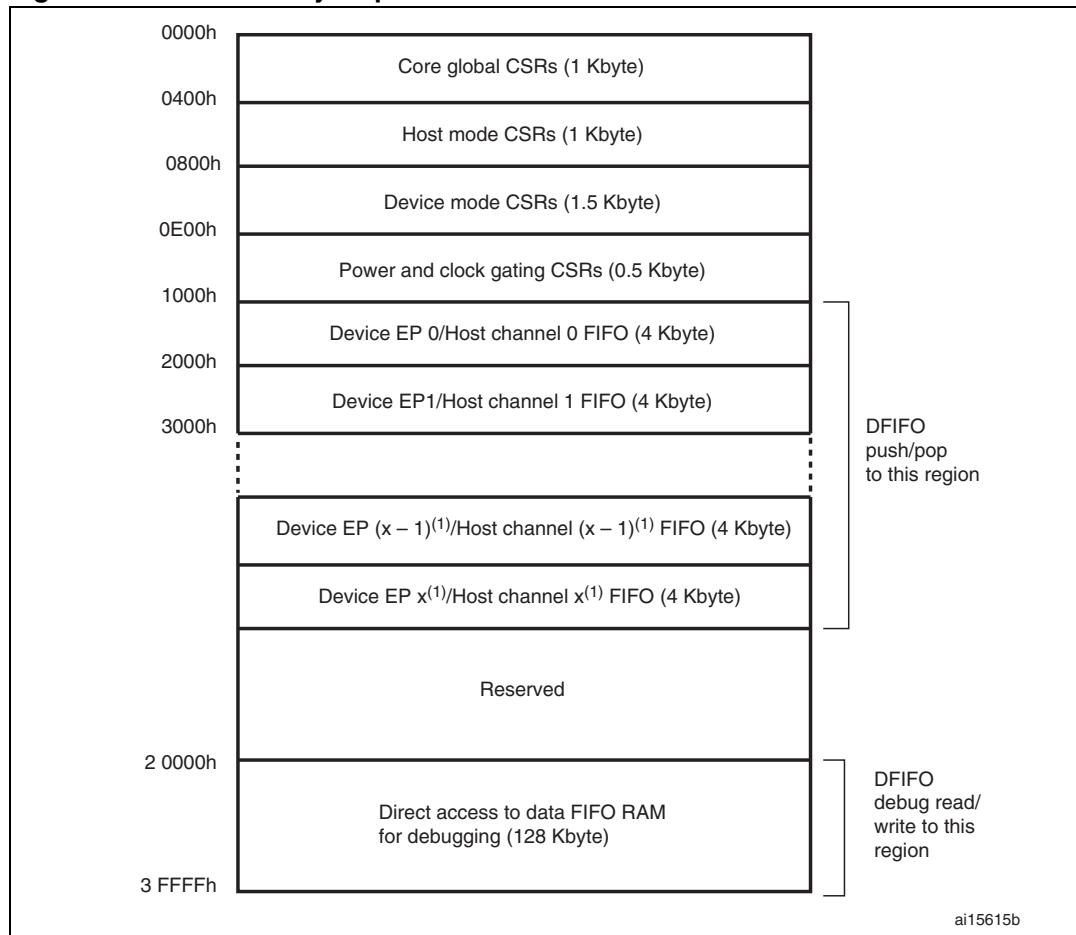 0000h
Core global CSRs (1 Kbyte)
0400h
Host mode CSRs (1 Kbyte)
0800h
Device mode CSRs (1.5 Kbyte)
0E00h
Power and clock gating CSRs (0.5 Kbyte)
1000h
Device EP 0/Host channel 0 FIFO (4 Kbyte)
2000h
Device EP1/Host channel 1 FIFO (4 Kbyte)
3000h
DFIFO
push/pop
to this region
Device EP (x – 1)(1)/Host channel (x – 1)(1) FIFO (4 Kbyte)
Device EP x(1)/Host channel x(1) FIFO (4 Kbyte)
Reserved
2 0000h
Direct access to data FIFO RAM
for debugging (128 Kbyte)
DFIFO
debug read/
write to this
region
3 FFFFh
ai15615b